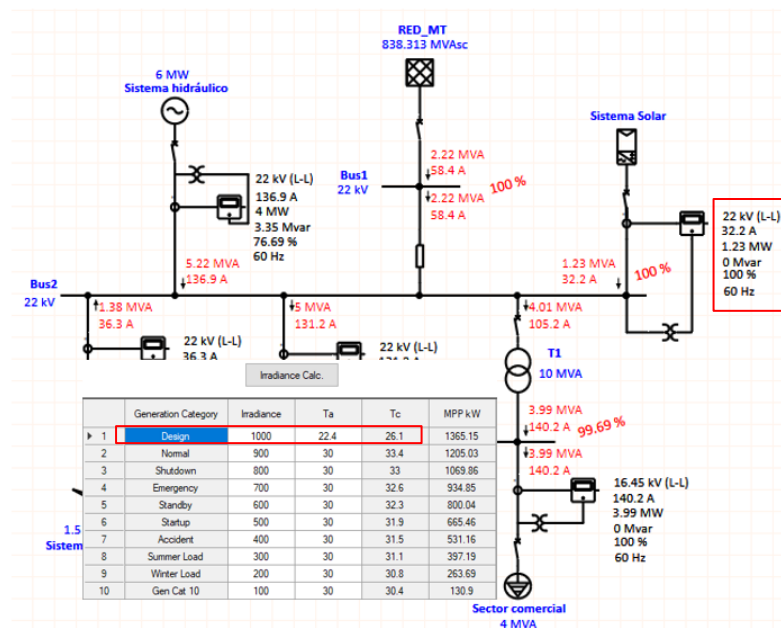 RED_MT
838.313 MVAsc
6 MW
Sistema hidráulico
Sistema Solar
2.22 MVA
58.4 A
Bus1
22 kV
100 %
2.22 MVA
58.4 A
22 kV (L-L)
136.9 A
4 MW
3.35 Mvar
76.69 %
60 Hz
22 kV (L-L)
32.2 A
1.23 MW
0 Mvar
100 %
60 Hz
5.22 MVA
136.9 A
1.23 MVA
32.2 A
100 %
Bus2
22 kV
1.38 MVA
36.3 A
5 MVA
131.2 A
4.01 MVA
105.2 A
22 kV (L-L)
36.3 A
22 kV (L-L)
T1
10 MVA
Irradiance Calc.
Generation Category Irradiance Ta Tc MPP kW
1 Design 1000 22.4 26.1 1365.15
2 Normal 900 30 33.4 1205.03
3 Shutdown 800 30 33 1069.86
4 Emergency 700 30 32.6 934.85
5 Standby 600 30 32.3 800.04
6 Startup 500 30 31.9 665.46
7 Accident 400 30 31.5 531.16
8 Summer Load 300 30 31.1 397.19
9 Winter Load 200 30 30.8 263.69
10 Gen Cat 10 100 30 30.4 130.9
3.99 MVA
140.2 A
99.69 %
3.99 MVA
140.2 A
16.45 kV (L-L)
140.2 A
3.99 MW
0 Mvar
100 %
60 Hz
1.5
Sistem
Sector comercial
4 MVA